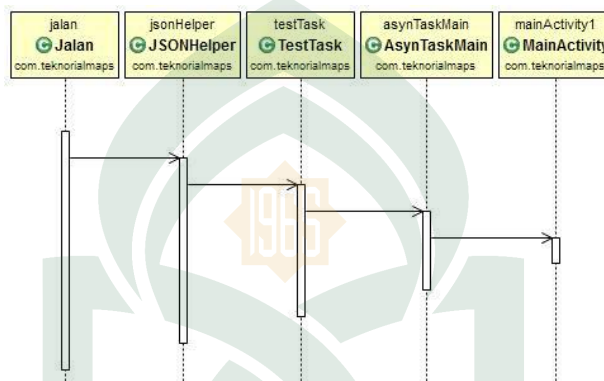 jalan
C Jalan
com.teknorialmaps
jsonHelper
C JSONHelper
com.teknorialmaps
testTask
C TestTask
com.teknorialmaps
asynTaskMain
C AsynTaskMain
com.teknorialmaps
mainActivity1
C MainActivity
com.teknorialmaps
1965